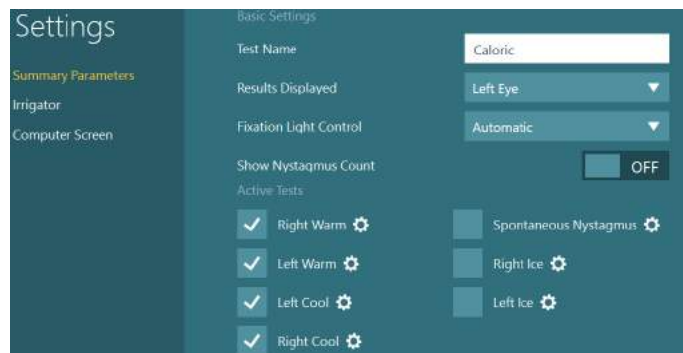 Settings
Summary Parameters
Irrigator
Computer Screen
Basic Settings
Test Name
Caloric
Results Displayed
Left Eye
Fixation Light Control
Automatic
Show Nystagmus Count
OFF
Active Tests
Right Warm
Spontaneous Nystagmus
Left Warm
Right Ice
Left Cool
Left Ice
Right Cool